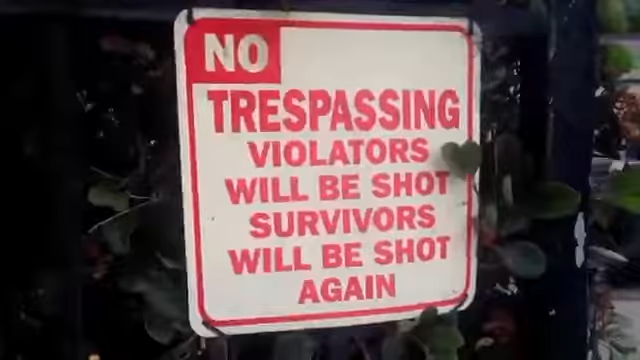 NO
TRESPASSING
VIOLATORS
WILL BE SHOT
SURVIVORS
WILL BE SHOT
AGAIN